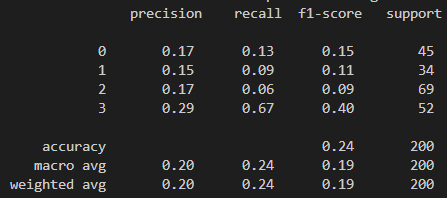 precision recall f1-score support
0 0.17 0.13 0.15 45
1 0.15 0.09 0.11 34
2 0.17 0.06 0.09 69
3 0.29 0.67 0.40 52
accuracy 0.24 200
macro avg 0.20 0.24 0.19 200
weighted avg 0.20 0.24 0.19 200